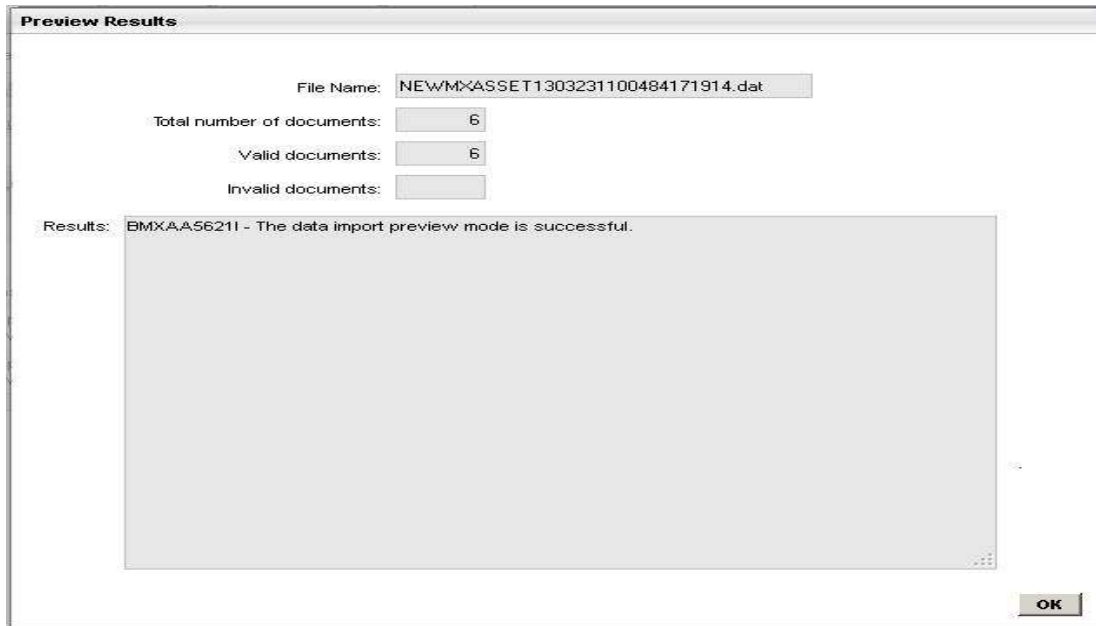 Preview Results
File Name: NEWMXASSET1303231100484171914.dat
Total number of documents: 6
Valid documents: 6
Invalid documents:
Results: BMXAA5621I - The data import preview mode is successful.
OK